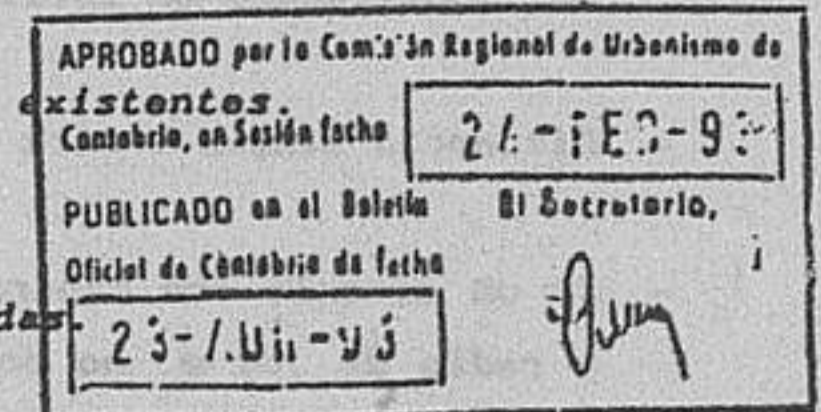 APROBADO por la Comisión Regional de Urbanismo de
existentes.
Cantabria, en Sesión fecha
PUBLICADO en el Boletín El Secretario,
Oficial de Cantabria de fecha
das.